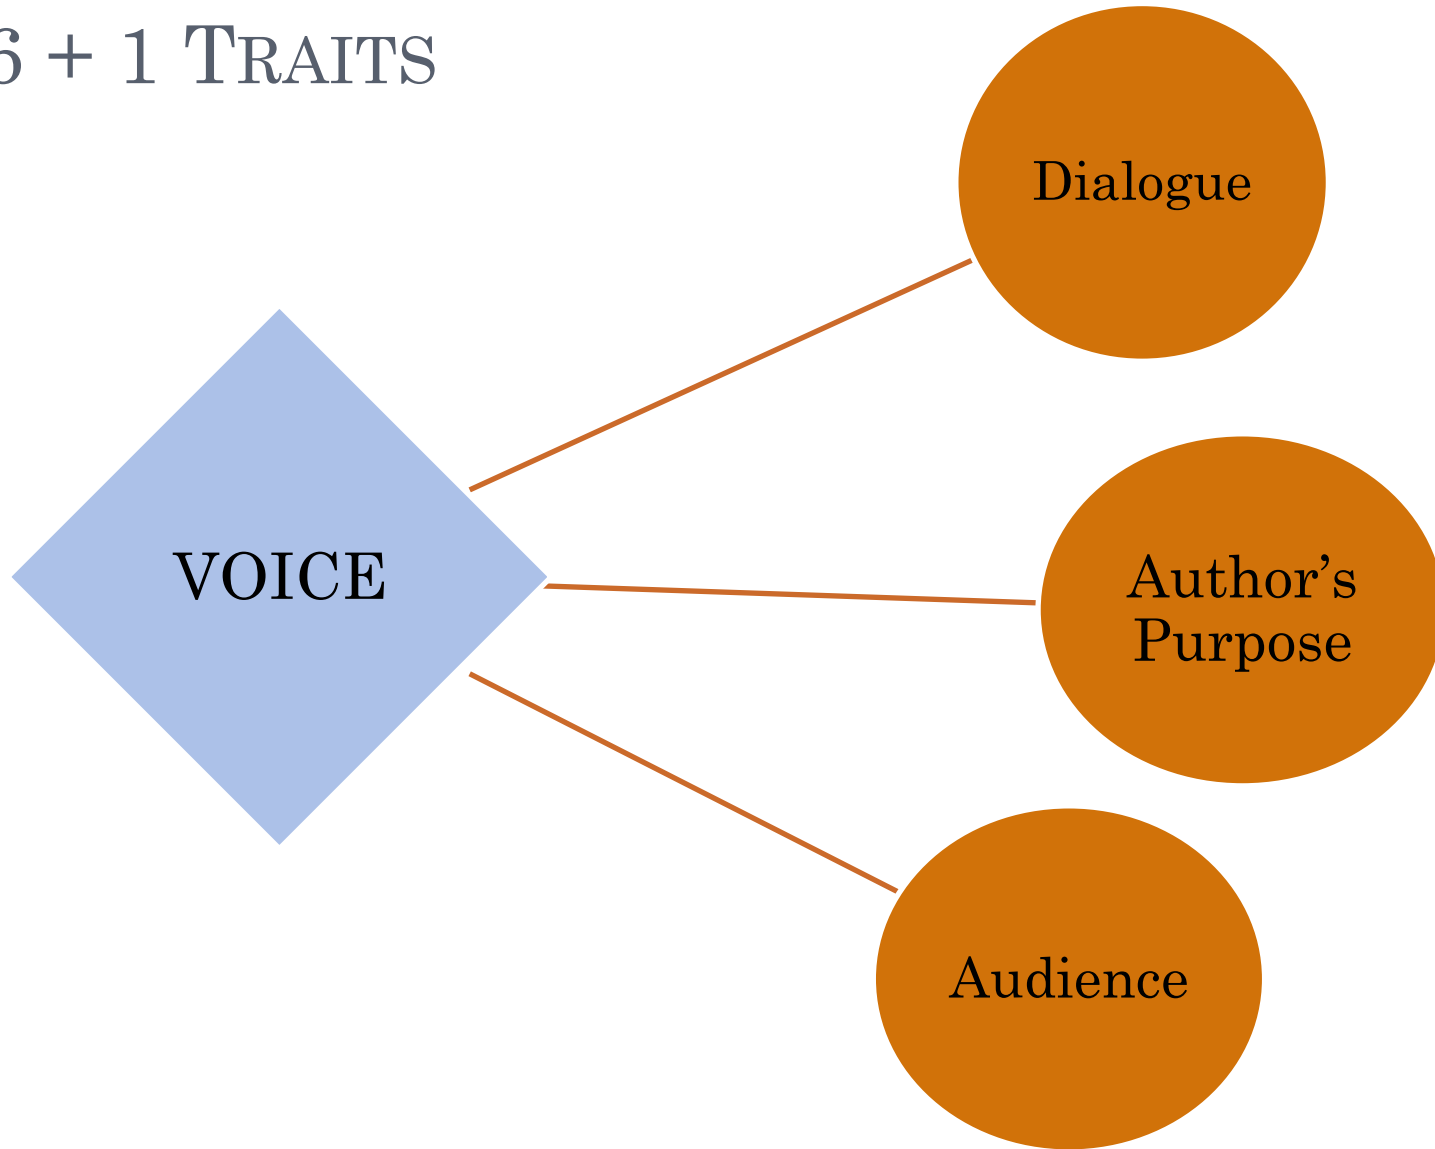 6 + 1 TRAITS
Dialogue
VOICE
Author’s
Purpose
Audience